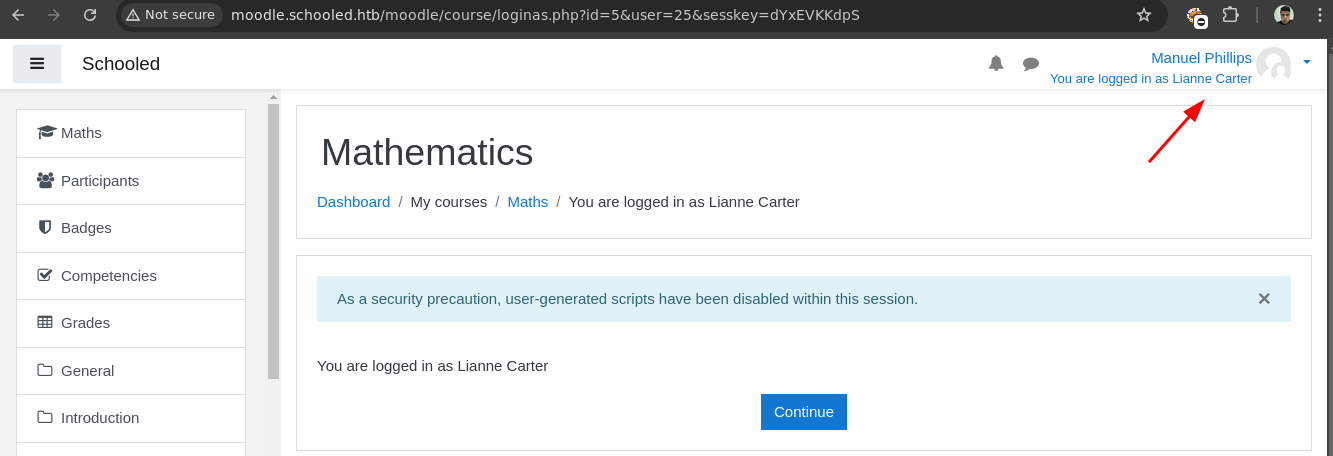 Not secure moodle.schooled.htb/moodle/course/loginas.php?id=5&user=25&sesskey=dYxEVKKdpS
Schooled
Manuel Phillips
You are logged in as Lianne Carter
Maths
Participants
Badges
Competencies
Grades
General
Introduction
Mathematics
Dashboard / My courses / Maths / You are logged in as Lianne Carter
As a security precaution, user-generated scripts have been disabled within this session. ×
You are logged in as Lianne Carter
Continue